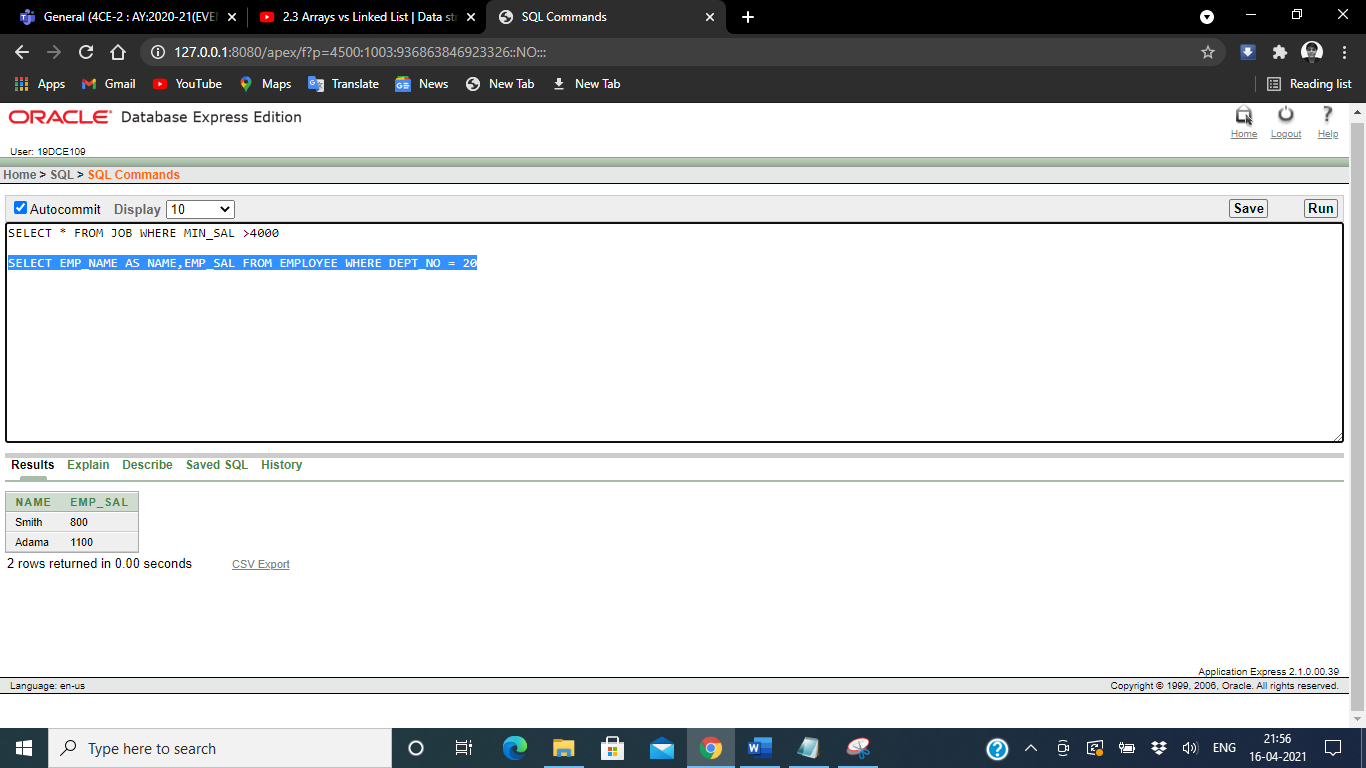 General (4CE-2 : AY:2020-21(EVE
2.3 Arrays vs Linked List | Data st
SQL Commands
127.0.0.1:8080/apex/f?p=4500:1003:936863846923326::NO:::
Apps Gmail YouTube Maps Translate News New Tab New Tab Reading list
ORACLE Database Express Edition
Home Logout Help
User: 19DCE109
Home > SQL > SQL Commands
Autocommit Display 10 Save Run
SELECT * FROM JOB WHERE MIN_SAL >4000
SELECT EMP_NAME AS NAME,EMP_SAL FROM EMPLOYEE WHERE DEPT_NO = 20
Results Explain Describe Saved SQL History
NAME EMP_SAL
Smith 800
Adama 1100
2 rows returned in 0.00 seconds CSV Export
Application Express 2.1.0.00.39
Language: en-us Copyright © 1999, 2006, Oracle. All rights reserved.
Type here to search
ENG
21:56
16-04-2021